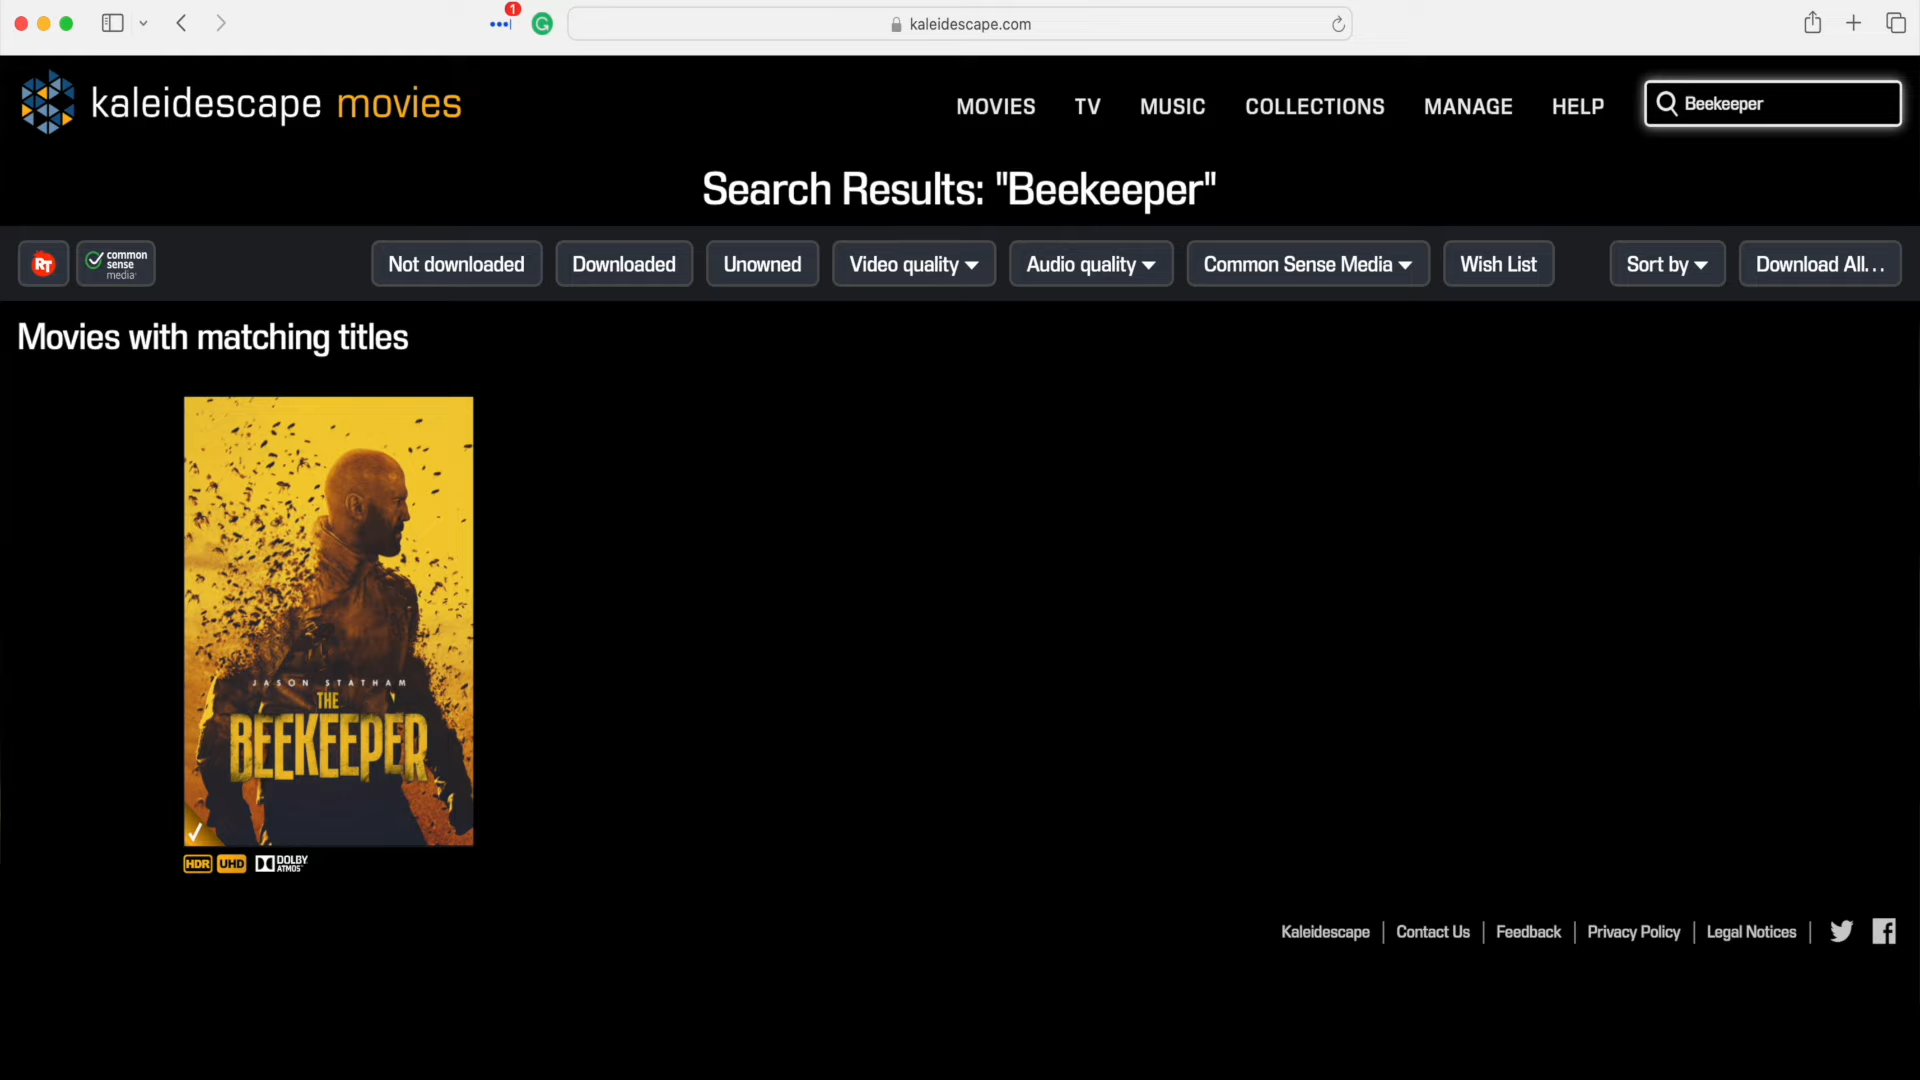 1
kaleidescape.com
kaleidescape movies
MOVIES TV MUSIC COLLECTIONS MANAGE HELP
Beekeeper
Search Results: "Beekeeper"
RT
common sense media
Not downloaded Downloaded Unowned Video quality Audio quality Common Sense Media Wish List Sort by Download All...
Movies with matching titles
JASON STATHAM
THE
BEEKEEPER
HDR UHD DOLBY ATMOS
Kaleidescape | Contact Us | Feedback | Privacy Policy | Legal Notices |